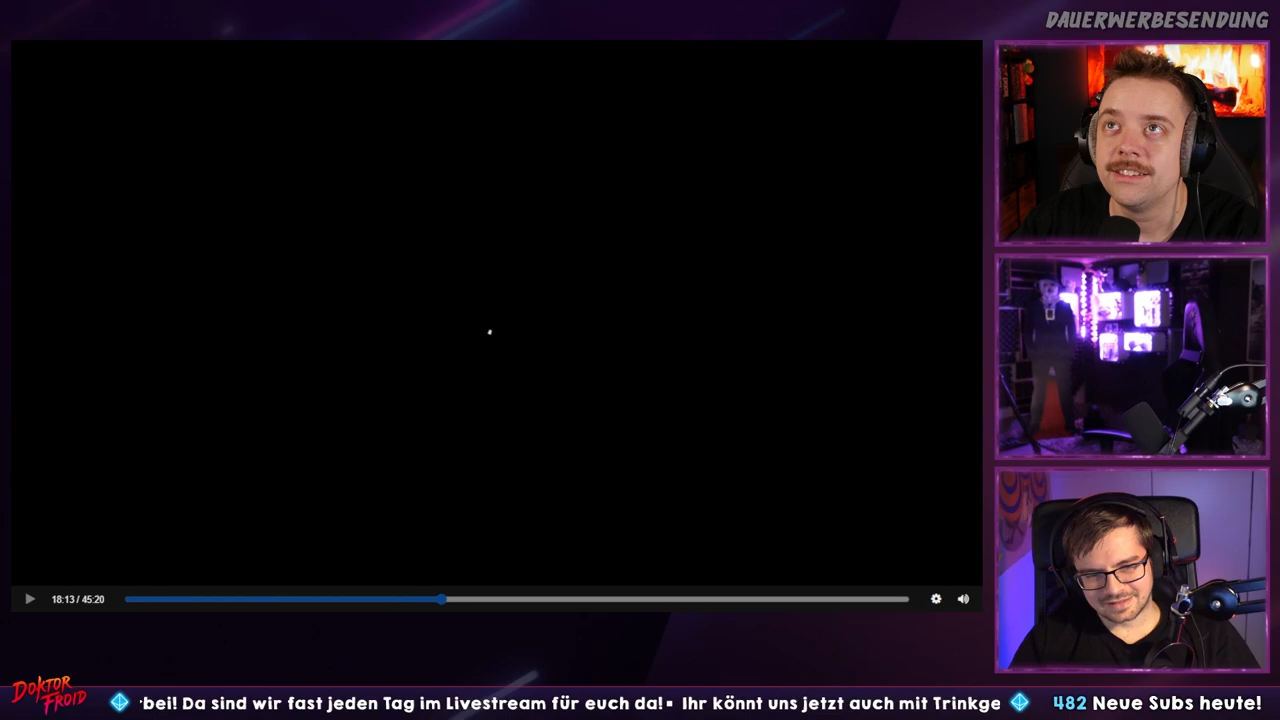 DAUERWERBESENDUNG
18:13 / 45:20
DOKTOR
FROID
bei! Da sind wir fast jeden Tag im Livestream für euch da! • Ihr könnt uns jetzt auch mit Trinkge
482 Neue Subs heute!